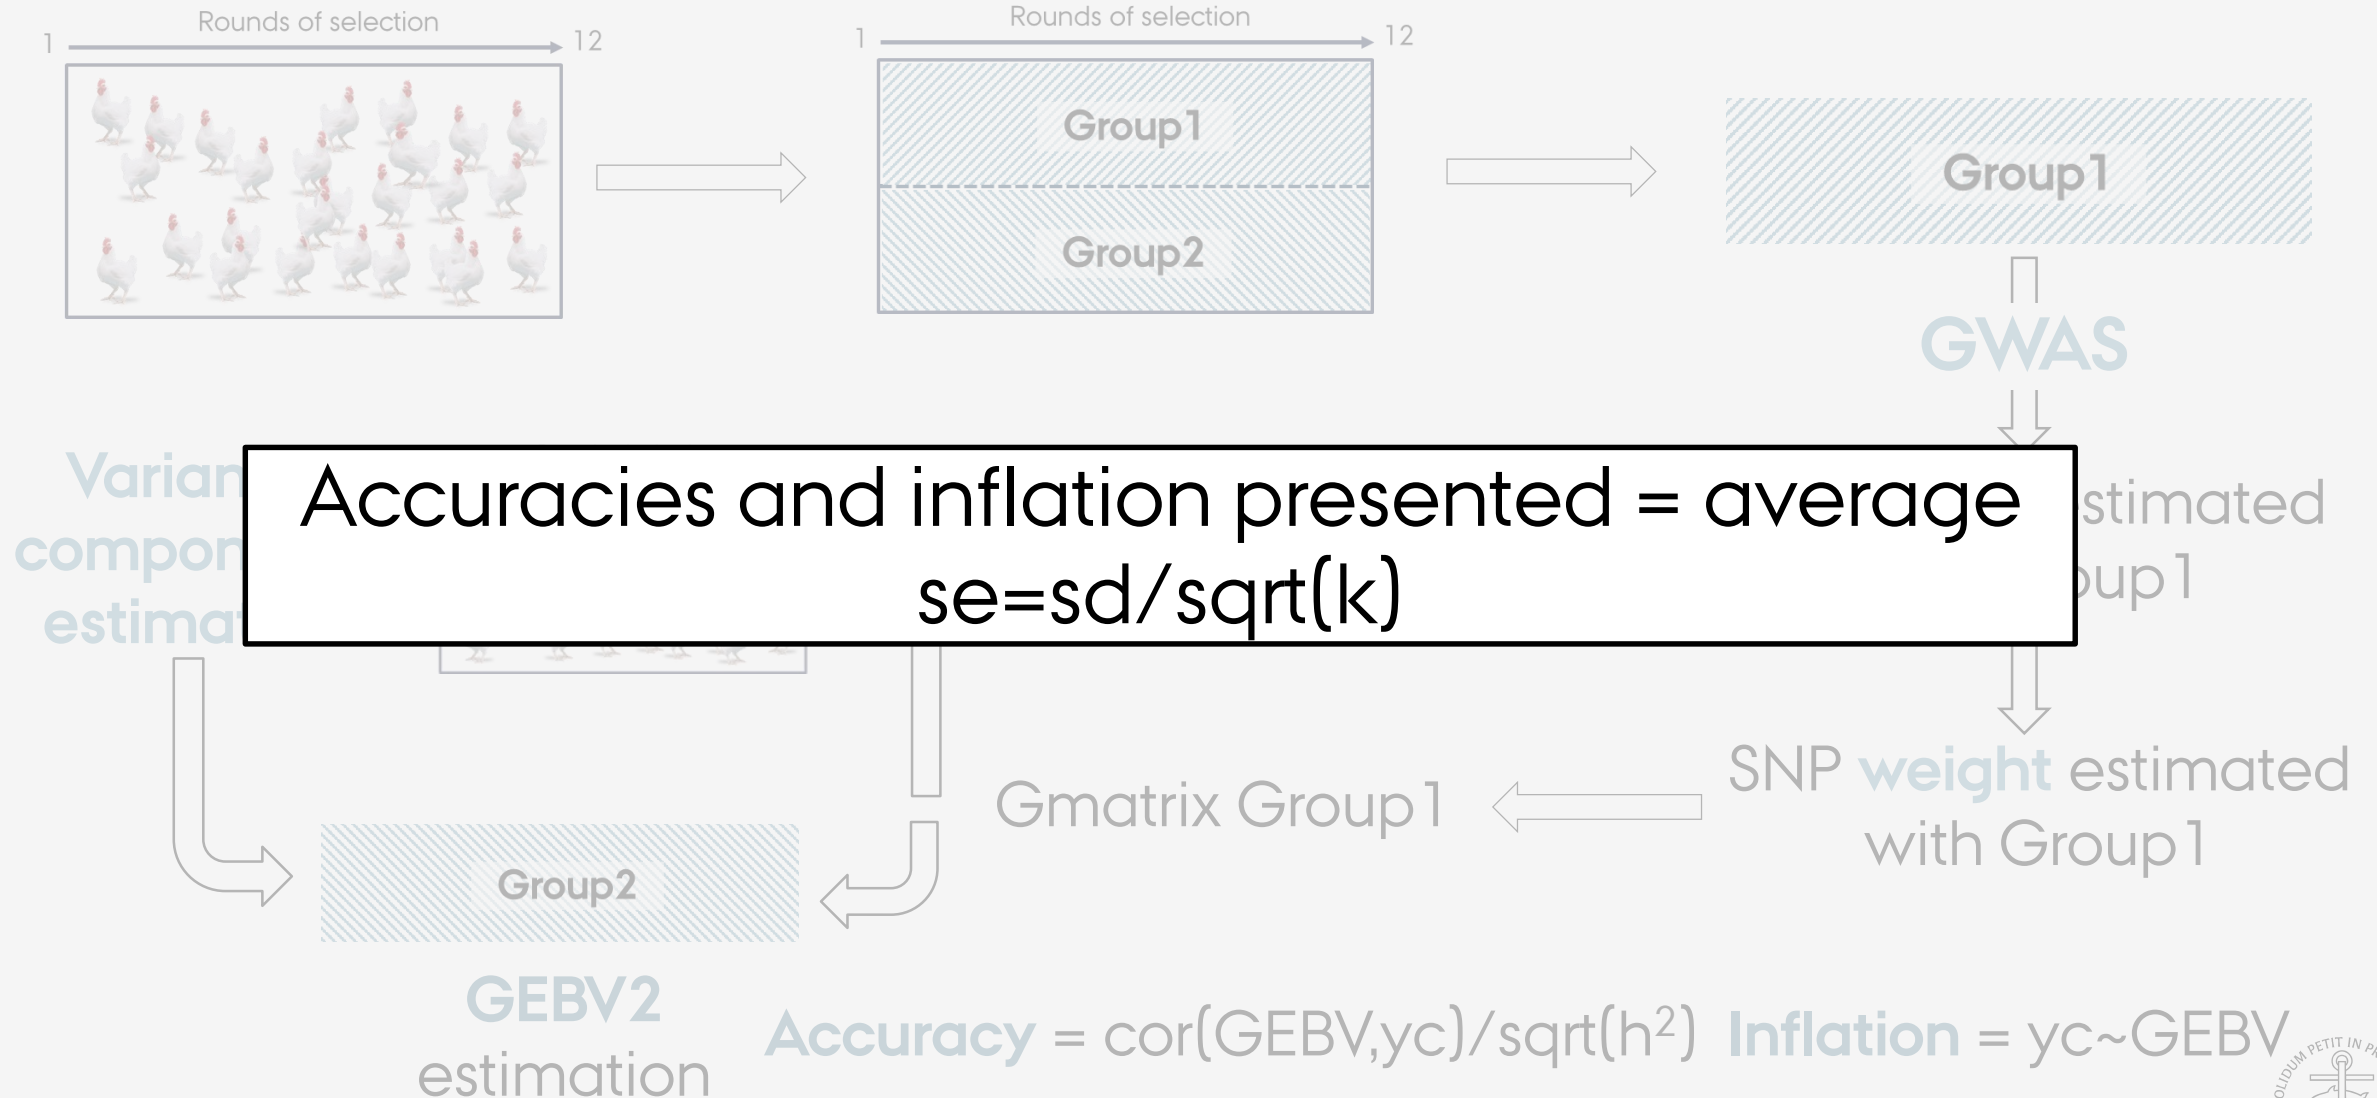 Rounds of selection
1 12
Rounds of selection
1 12
Group1
Group2
Group1
GWAS
Accuracies and inflation presented = average
se=sd/sqrt(k)
SNP weight estimated
with Group1
Gmatrix Group1
Group2
GEBV2
estimation
Accuracy = cor(GEBV,yc)/sqrt(h²) Inflation = yc~GEBV
PETIT IN